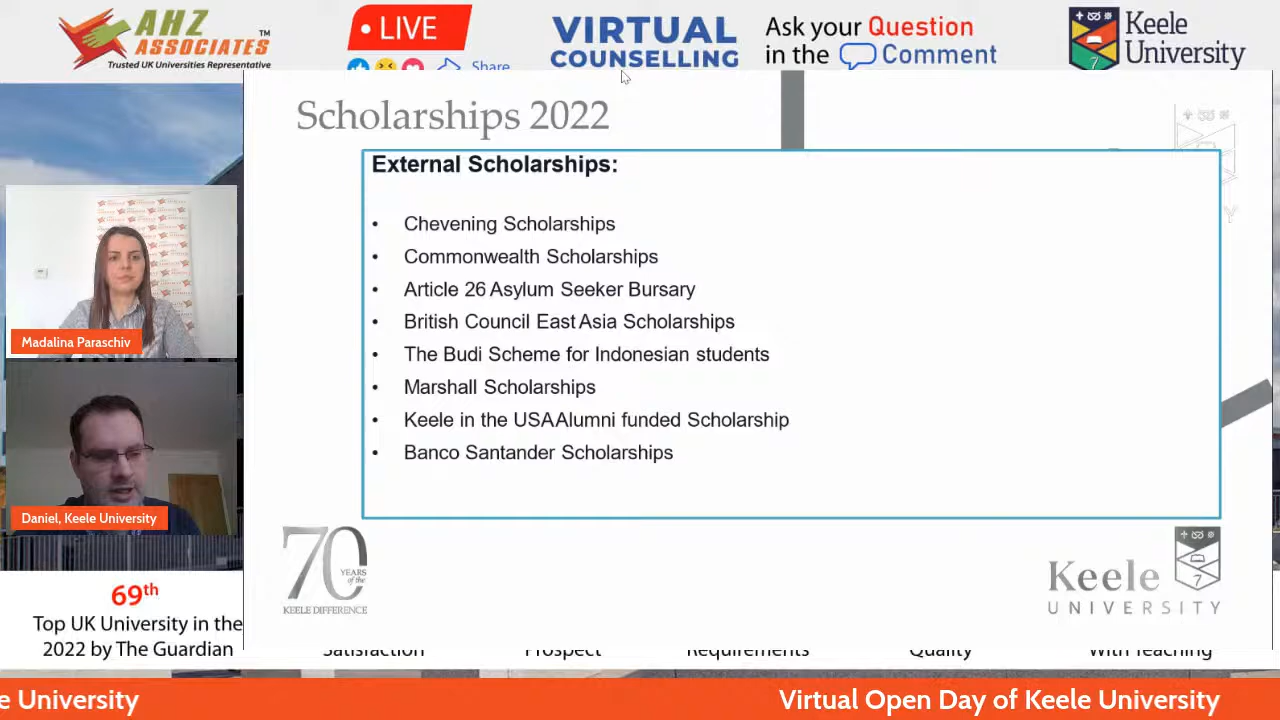 AHZ
ASSOCIATES
TM
Trusted UK Universities Representative
LIVE
Share
VIRTUAL
COUNSELLING
Ask your Question
in the Comment
Keele
University
Scholarships 2022
External Scholarships:
• Chevening Scholarships
• Commonwealth Scholarships
• Article 26 Asylum Seeker Bursary
• British Council East Asia Scholarships
• The Budi Scheme for Indonesian students
• Marshall Scholarships
• Keele in the USA Alumni funded Scholarship
• Banco Santander Scholarships
Madalina Paraschiv
Daniel, Keele University
70
YEARS
of the
KEELE DIFFERENCE
Keele
UNIVERSITY
69th
Top UK University in the
2022 by The Guardian
Satisfaction
Prospect
Requirements
Quality
With Teaching
e University
Virtual Open Day of Keele University